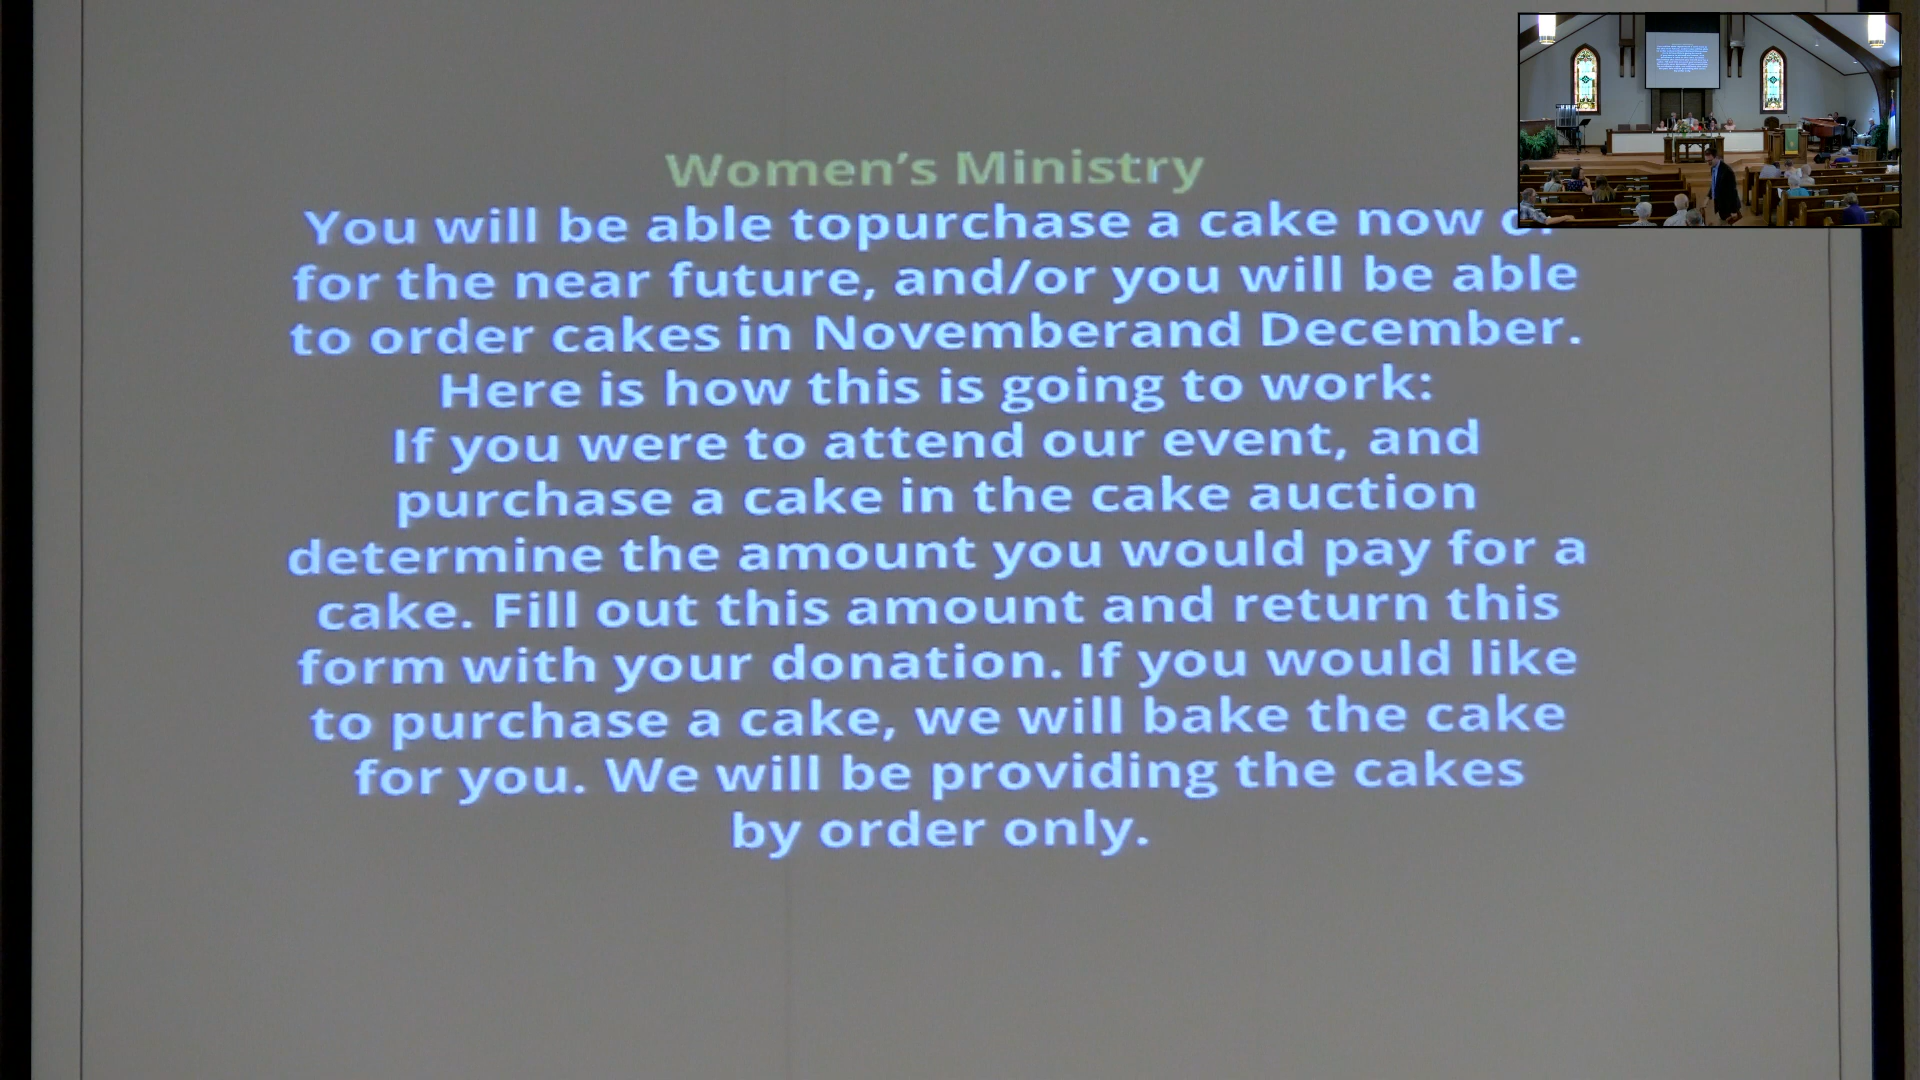 Women's Ministry
You will be able topurchase a cake now
for the near future, and/or you will be able
to order cakes in Novemberand December.
Here is how this is going to work:
If you were to attend our event, and
purchase a cake in the cake auction
determine the amount you would pay for a
cake. Fill out this amount and return this
form with your donation. If you would like
to purchase a cake, we will bake the cake
for you. We will be providing the cakes
by order only.